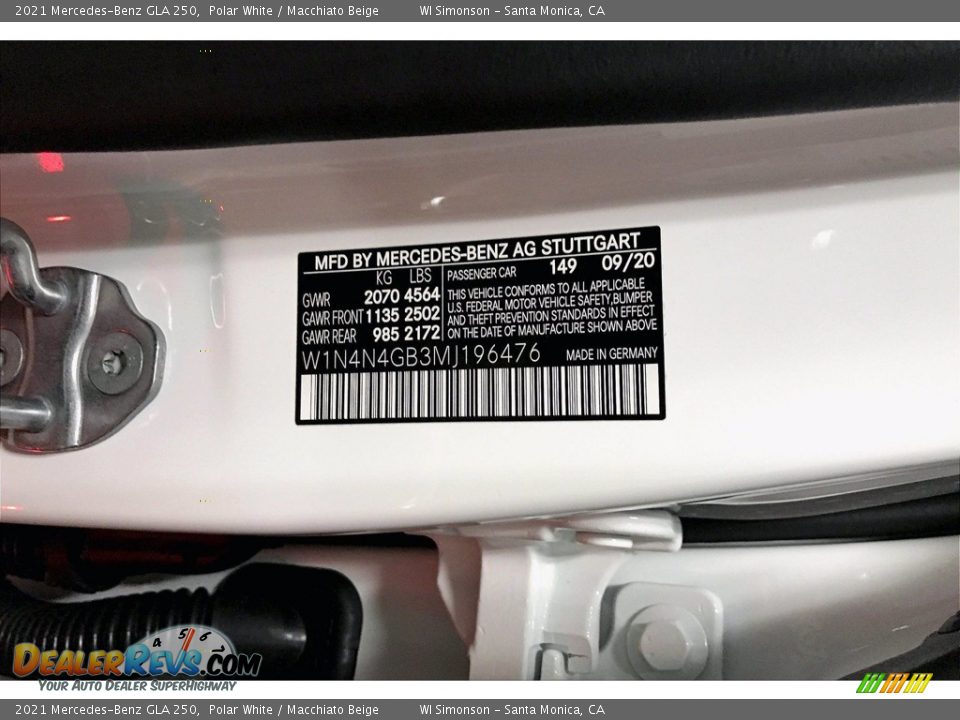 2021 Mercedes-Benz GLA 250, Polar White / Macchiato Beige WI Simonson - Santa Monica, CA
MFD BY MERCEDES-BENZ AG STUTTGART
KG LBS PASSENGER CAR 149 09/20
GVWR 2070 4564
GAWR FRONT 1135 2502
GAWR REAR 985 2172
THIS VEHICLE CONFORMS TO ALL APPLICABLE
U.S. FEDERAL MOTOR VEHICLE SAFETY, BUMPER
AND THEFT PREVENTION STANDARDS IN EFFECT
ON THE DATE OF MANUFACTURE SHOWN ABOVE
W1N4N4GB3MJ196476 MADE IN GERMANY
4 5 6
DEALERREVS.COM
YOUR AUTO DEALER SUPERHIGHWAY
2021 Mercedes-Benz GLA 250, Polar White / Macchiato Beige WI Simonson - Santa Monica, CA